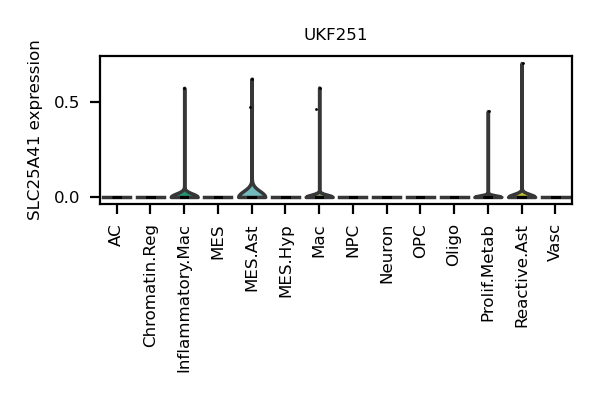 UKF251
SLC25A41 expression
0.5
0.0
AC
Chromatin.Reg
Inflammatory.Mac
MES
MES.Ast
MES.Hyp
Mac
NPC
Neuron
OPC
Oligo
Prolif.Metab
Reactive.Ast
Vasc